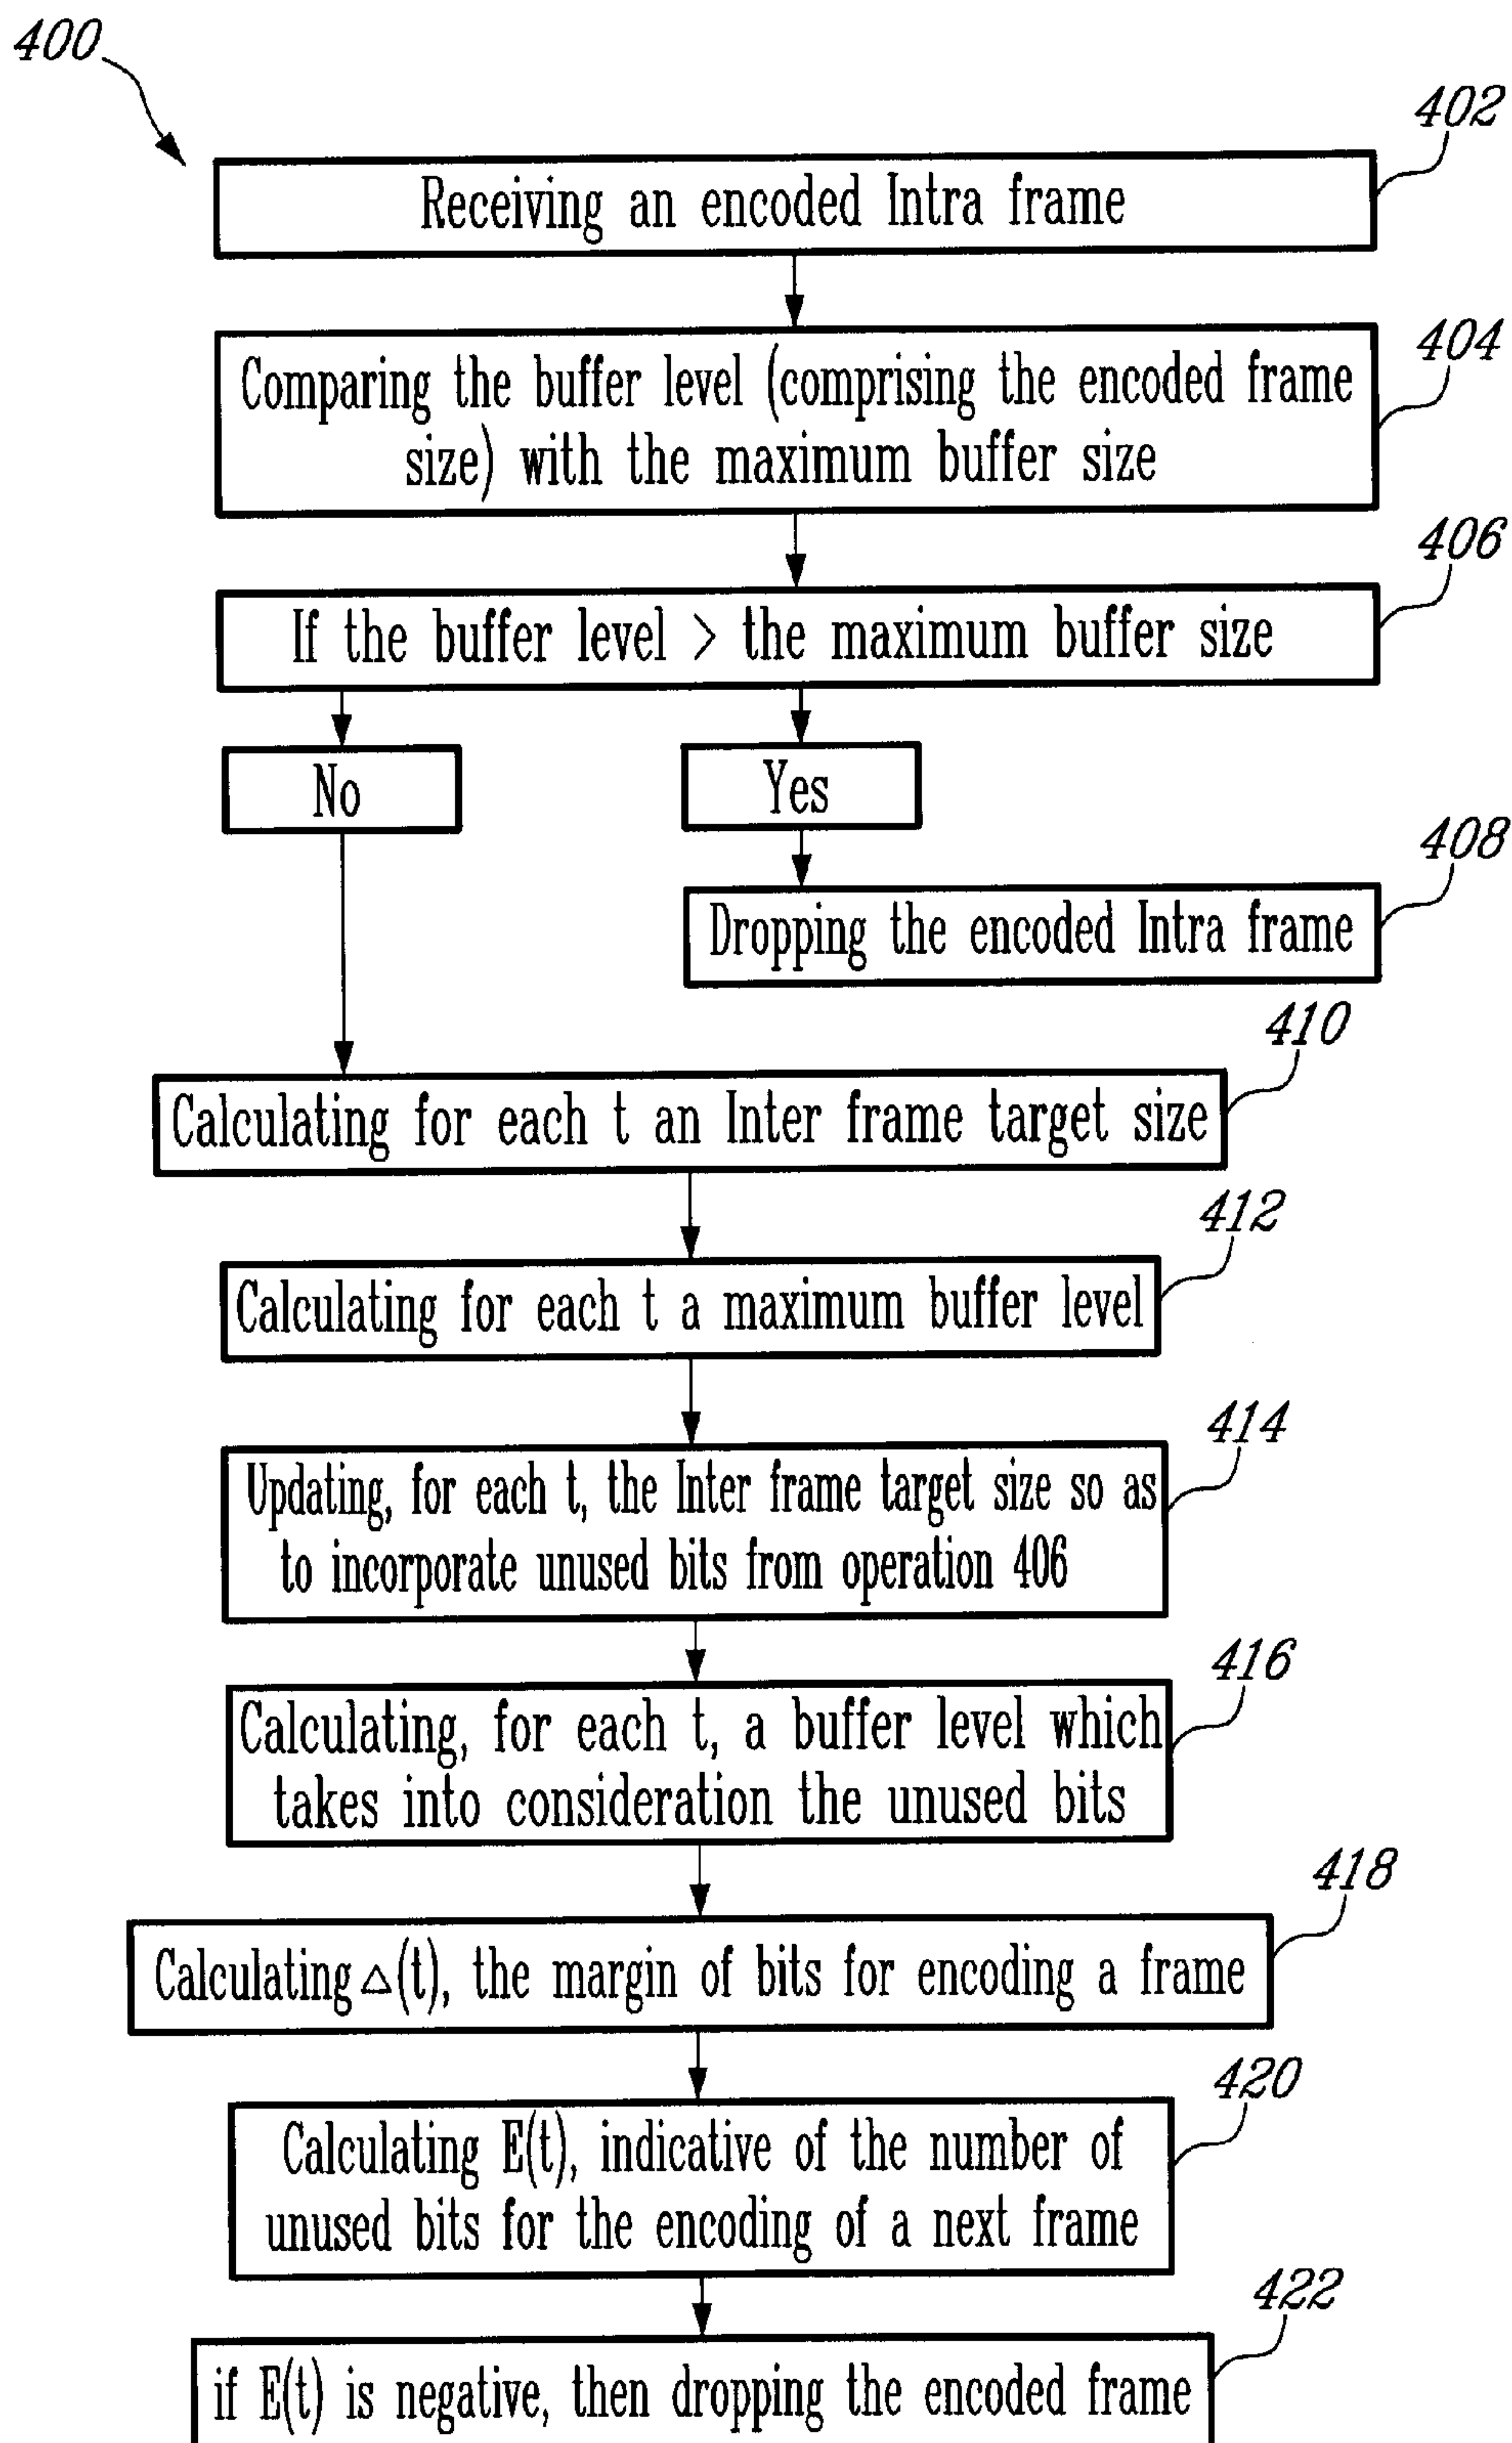 400
402
Receiving an encoded Intra frame
404
Comparing the buffer level (comprising the encoded frame
size) with the maximum buffer size
406
If the buffer level > the maximum buffer size
No
Yes
408
Dropping the encoded Intra frame
410
Calculating for each t an Inter frame target size
412
Calculating for each t a maximum buffer level
414
Updating, for each t, the Inter frame target size so as
to incorporate unused bits from operation 406
416
Calculating, for each t, a buffer level which
takes into consideration the unused bits
418
Calculating △(t), the margin of bits for encoding a frame
420
Calculating E(t), indicative of the number of
unused bits for the encoding of a next frame
422
if E(t) is negative, then dropping the encoded frame